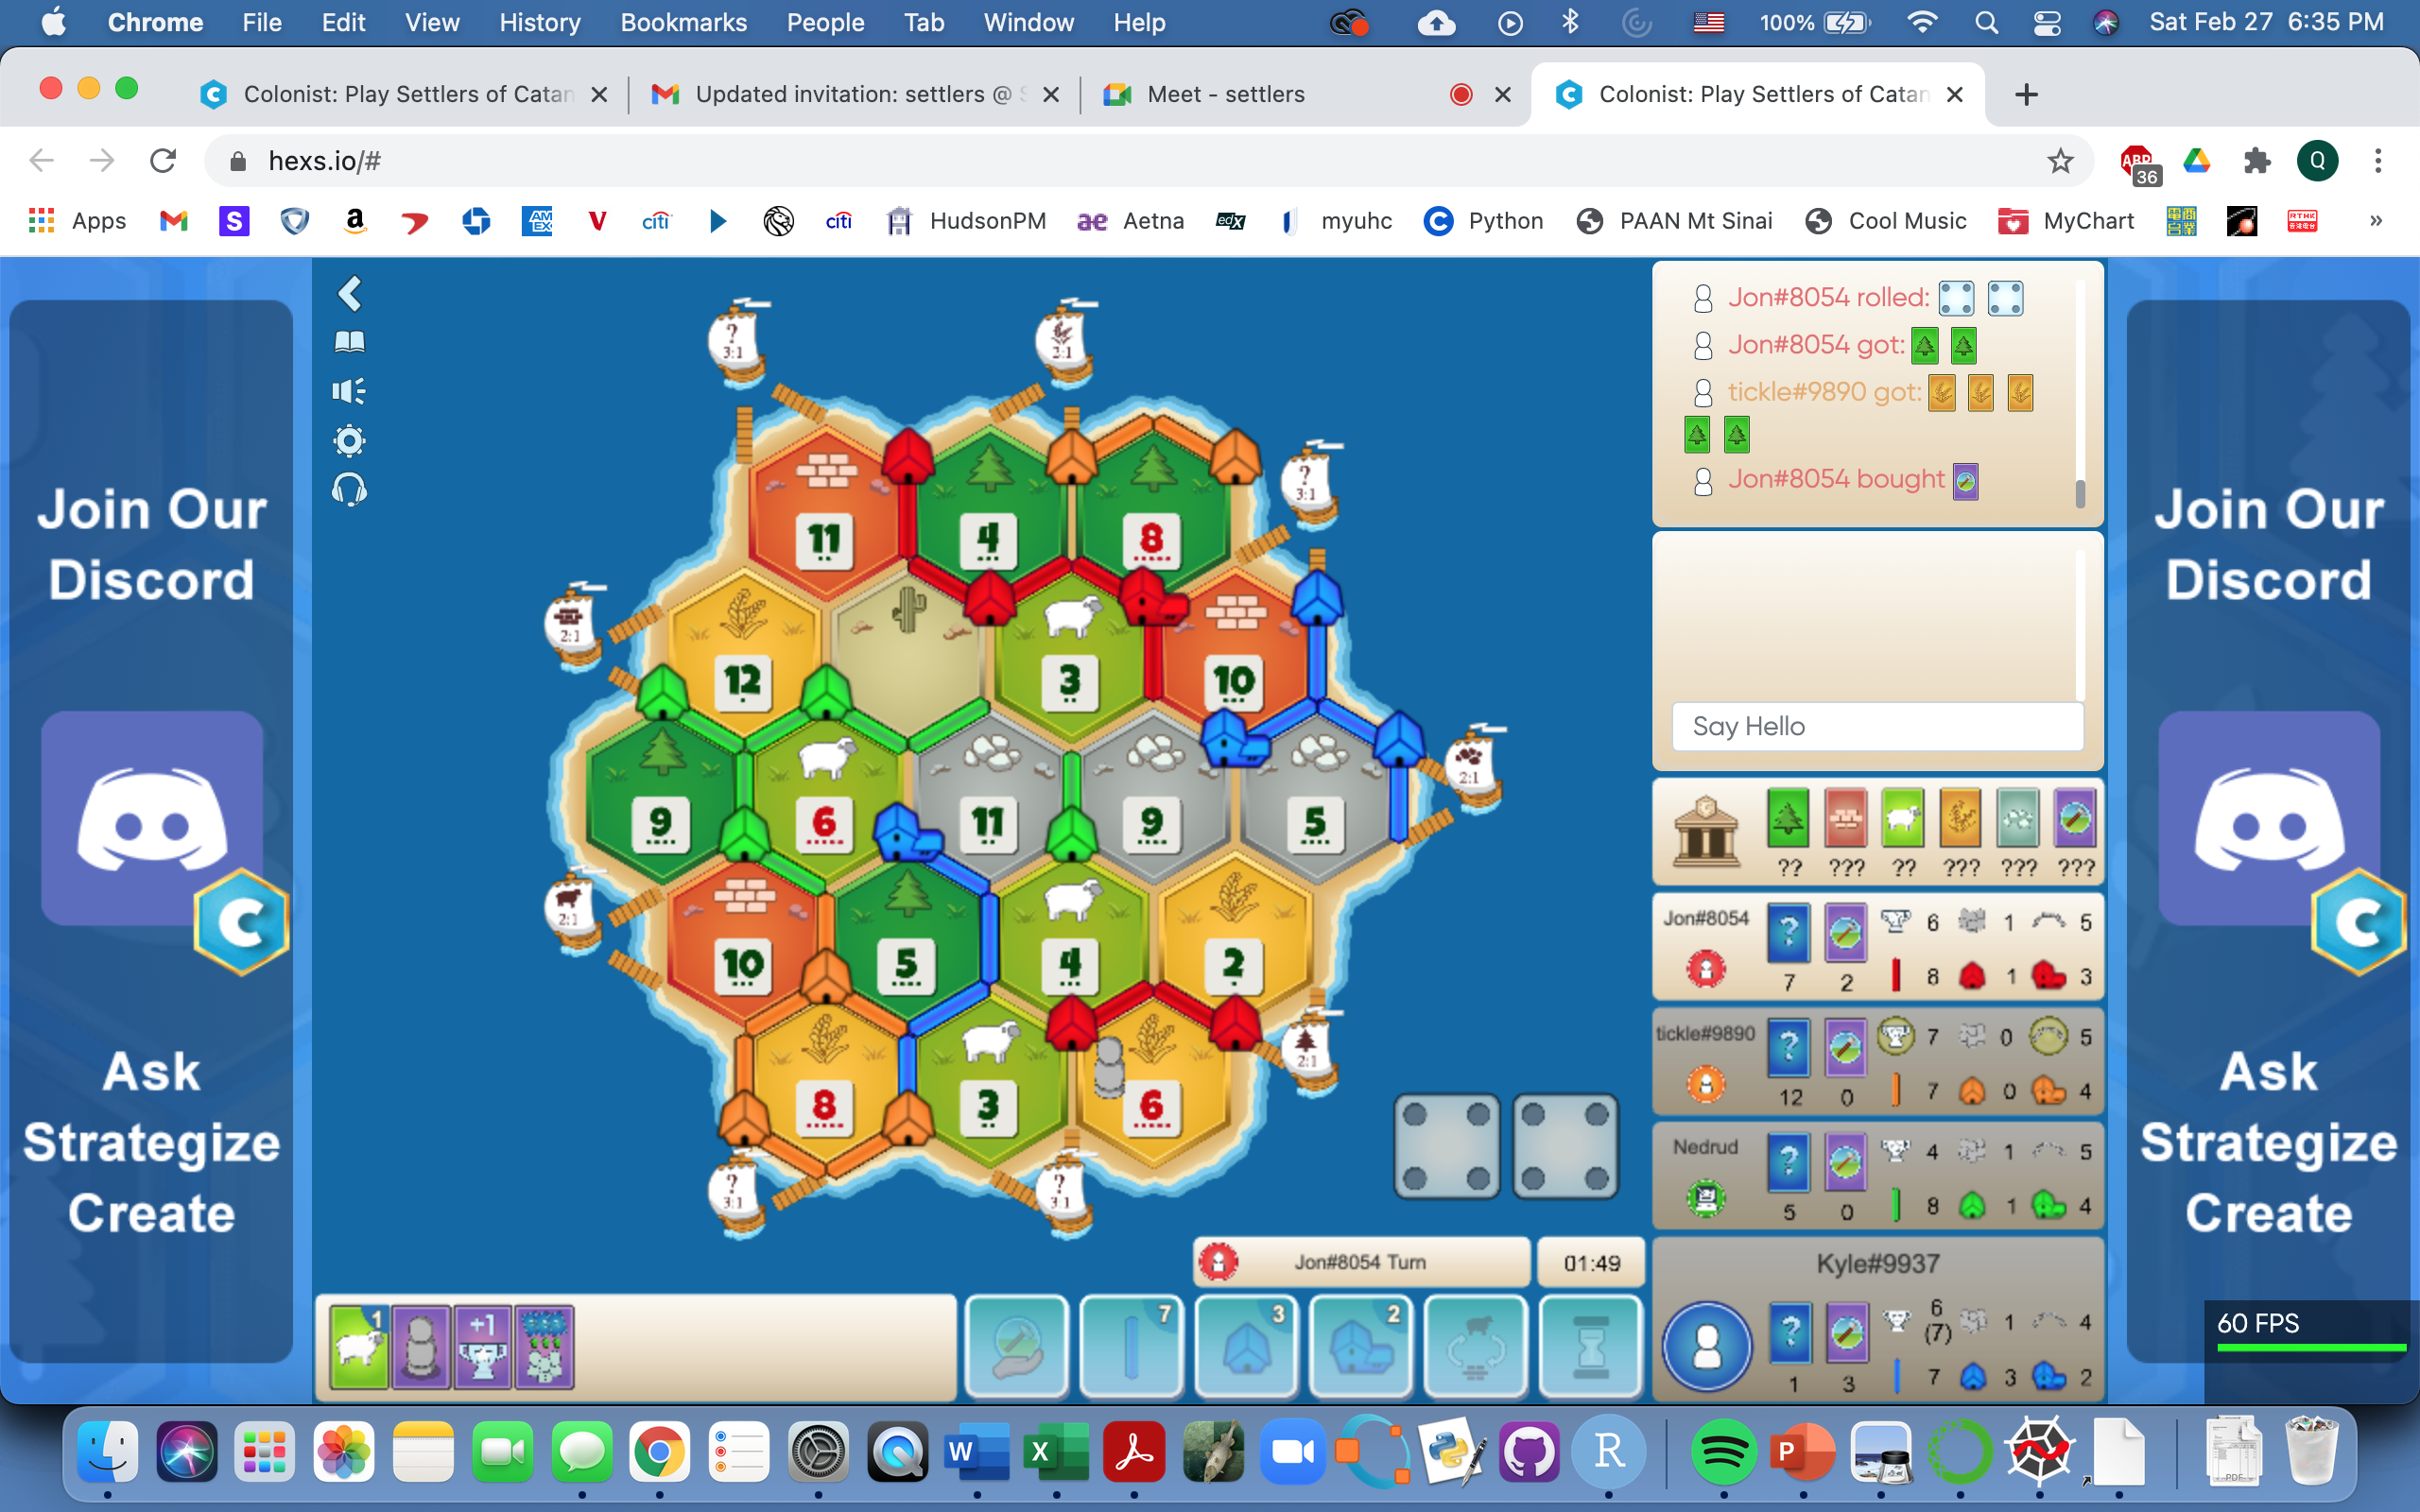 Chrome File Edit View History Bookmarks People Tab Window Help 100% Sat Feb 27 6:35 PM
Colonist: Play Settlers of Catan Updated invitation: settlers @ S Meet - settlers Colonist: Play Settlers of Catan
hexs.io/# ABP 36 Q
Apps S a AM EX V citi citi HudsonPM ae Aetna edX myuhc C Python PAAN Mt Sinai Cool Music MyChart »
Join Our
Discord
Ask
Strategize
Create
? 3:1
2:1
? 3:1
11 4 8
2:1
12 3 10
9 6 11 9 5
2:1
2:1
10 5 4 2
2:1
8 3 6
? 3:1
? 3:1
Jon#8054 Turn 01:49
1 +1 7 3 2
Jon#8054 rolled:
Jon#8054 got:
tickle#9890 got:
Jon#8054 bought
Say Hello
?? ??? ?? ??? ??? ???
Jon#8054 ? 6 1 5
7 2 8 1 3
tickle#9890 ? 7 0 5
12 0 7 0 4
Nedrud ? 4 1 5
5 0 8 1 4
Kyle#9937
? 6 (7) 1 4
1 3 7 3 2
Join Our
Discord
Ask
Strategize
Create
60 FPS
W X R P PDF